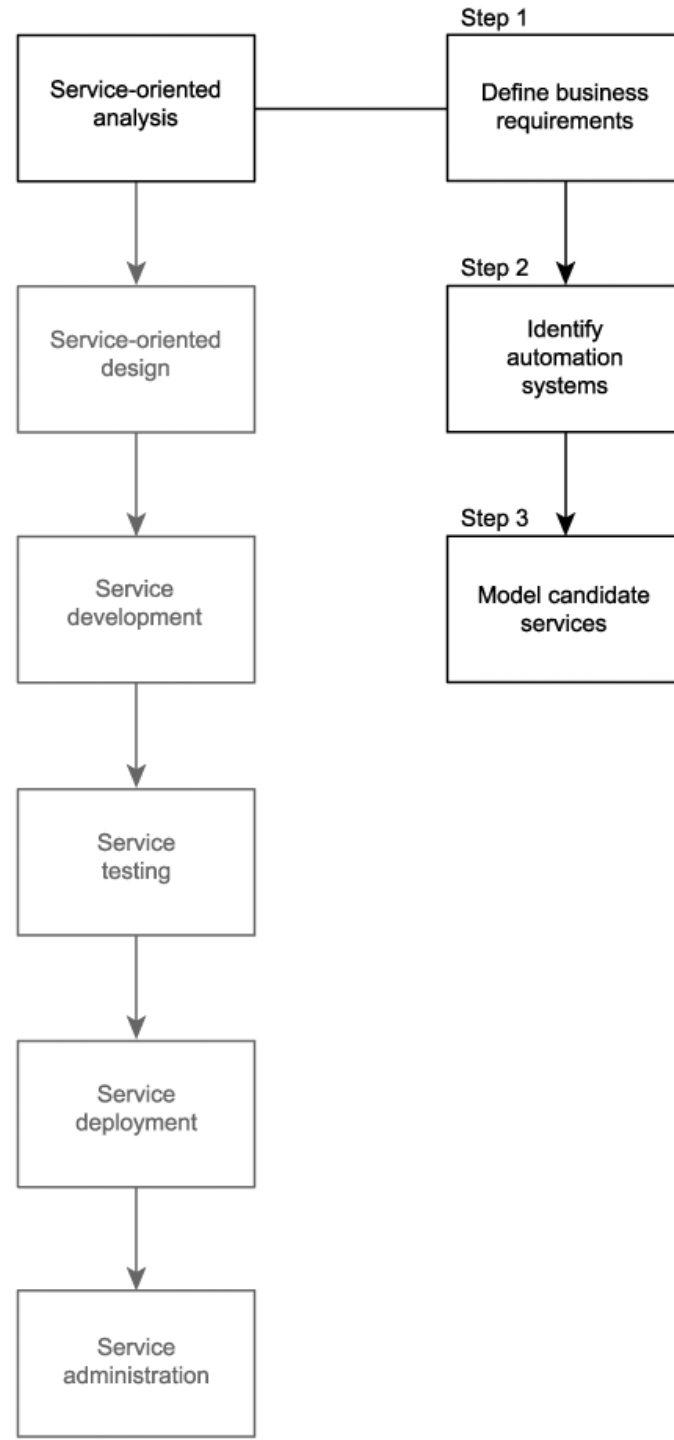 Service-oriented
analysis
Step 1
Define business
requirements
Service-oriented
design
Step 2
Identify
automation
systems
Service
development
Step 3
Model candidate
services
Service
testing
Service
deployment
Service
administration